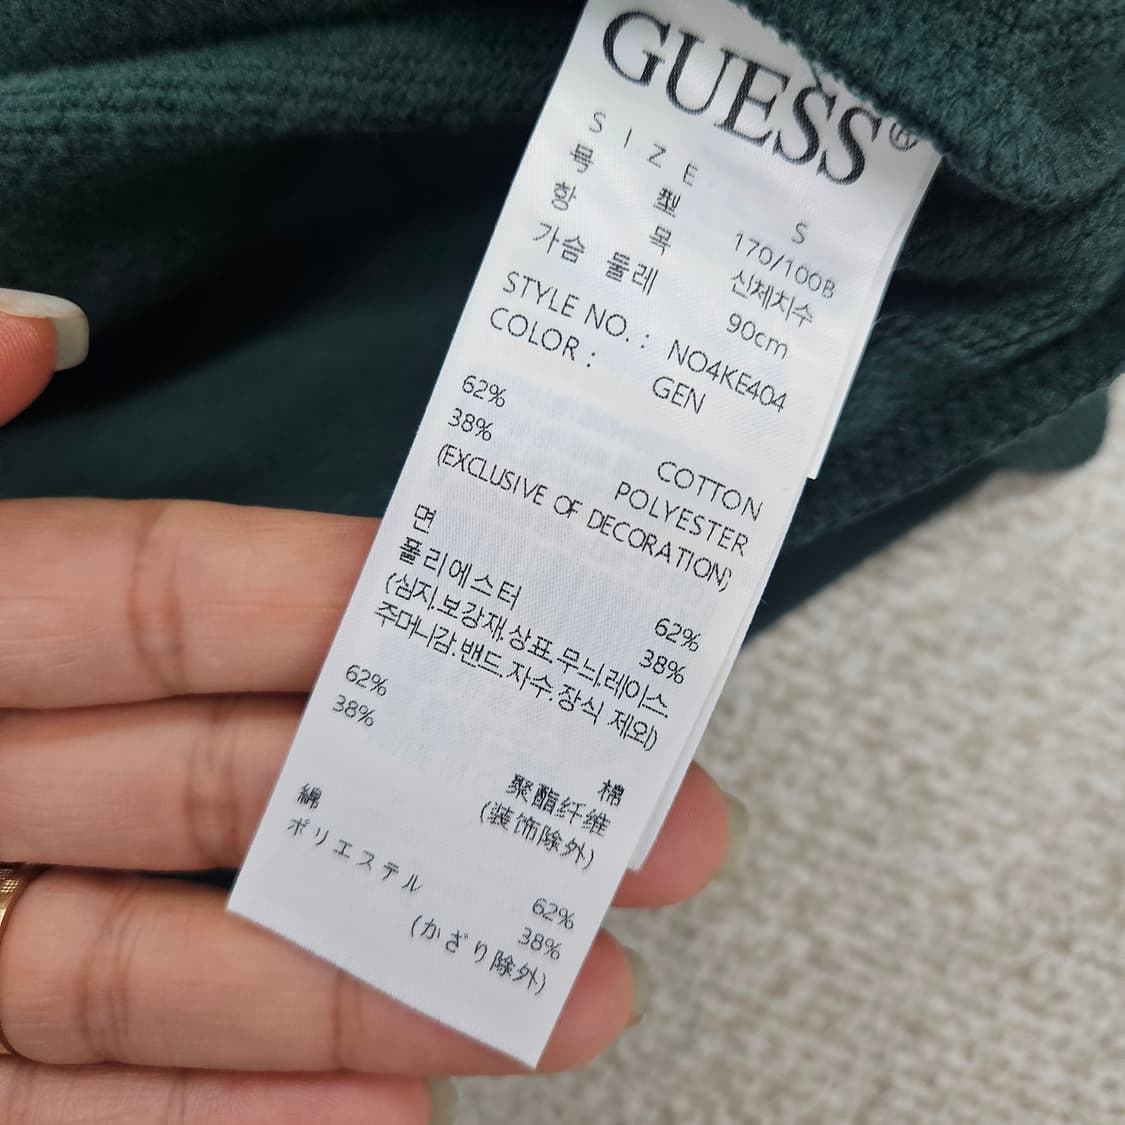 GUESS®
SIZE S
号型 170/100B
항목 신체치수
가슴 둘레 90cm
STYLE NO. : NO4KE404
COLOR : GEN
62% COTTON
38% POLYESTER
(EXCLUSIVE OF DECORATION)
면 62%
폴리에스터 38%
(심지.보강재.상표.무늬.레이스.
주머니감.밴드.자수.장식 제외)
62% 棉
38% 聚酯纤维
(装饰除外)
綿 62%
ポリエステル 38%
(かざり除外)